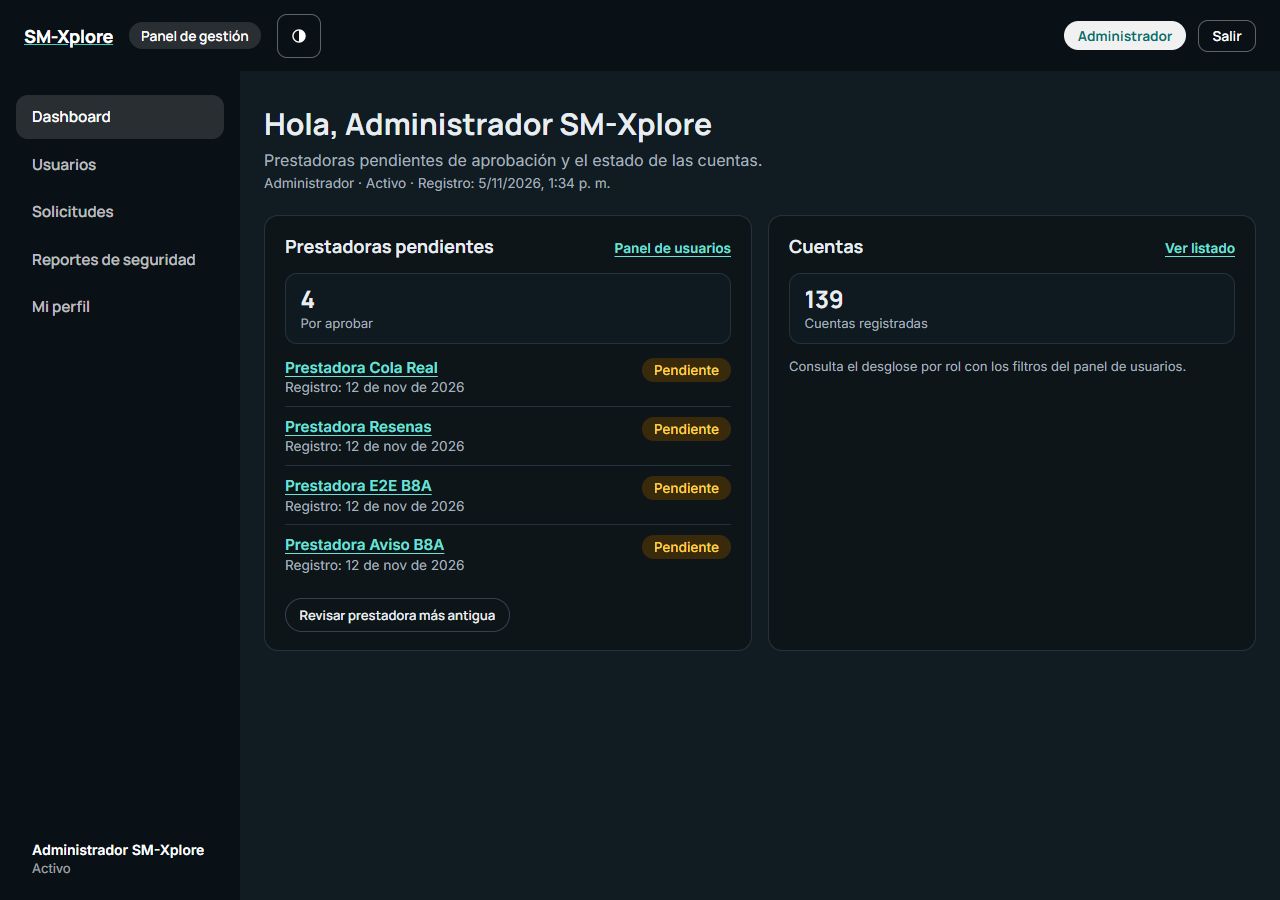 SM-Xplore
Panel de gestión
Administrador
Salir
Dashboard
Usuarios
Solicitudes
Reportes de seguridad
Mi perfil
Hola, Administrador SM-Xplore
Prestadoras pendientes de aprobación y el estado de las cuentas.
Administrador · Activo · Registro: 5/11/2026, 1:34 p. m.
Prestadoras pendientes
Panel de usuarios
4
Por aprobar
Prestadora Cola Real
Pendiente
Registro: 12 de nov de 2026
Prestadora Resenas
Pendiente
Registro: 12 de nov de 2026
Prestadora E2E B8A
Pendiente
Registro: 12 de nov de 2026
Prestadora Aviso B8A
Pendiente
Registro: 12 de nov de 2026
Revisar prestadora más antigua
Cuentas
Ver listado
139
Cuentas registradas
Consulta el desglose por rol con los filtros del panel de usuarios.
Administrador SM-Xplore
Activo